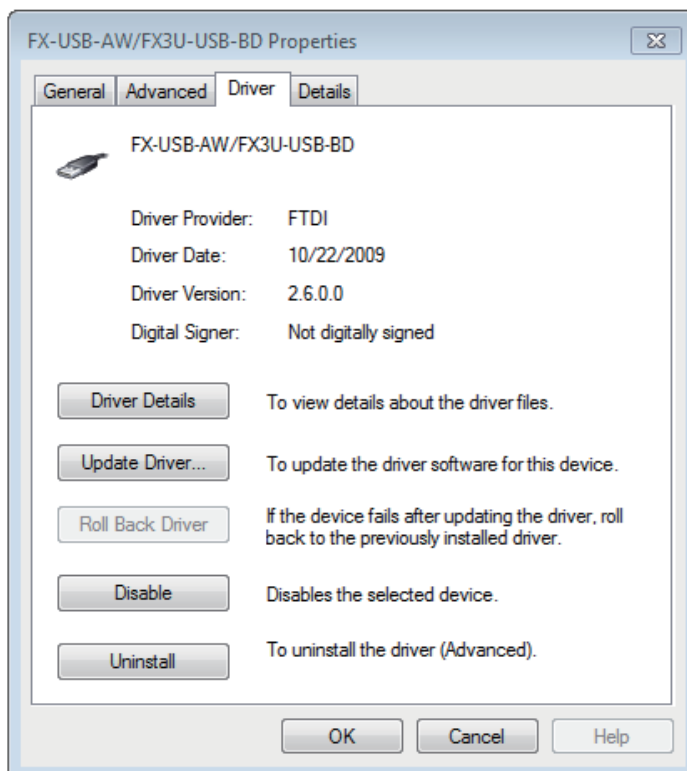 FX-USB-AW/FX3U-USB-BD Properties
General Advanced Driver Details
FX-USB-AW/FX3U-USB-BD
Driver Provider: FTDI
Driver Date: 10/22/2009
Driver Version: 2.6.0.0
Digital Signer: Not digitally signed
Driver Details To view details about the driver files.
Update Driver... To update the driver software for this device.
Roll Back Driver If the device fails after updating the driver, roll
back to the previously installed driver.
Disable Disables the selected device.
Uninstall To uninstall the driver (Advanced).
OK Cancel Help